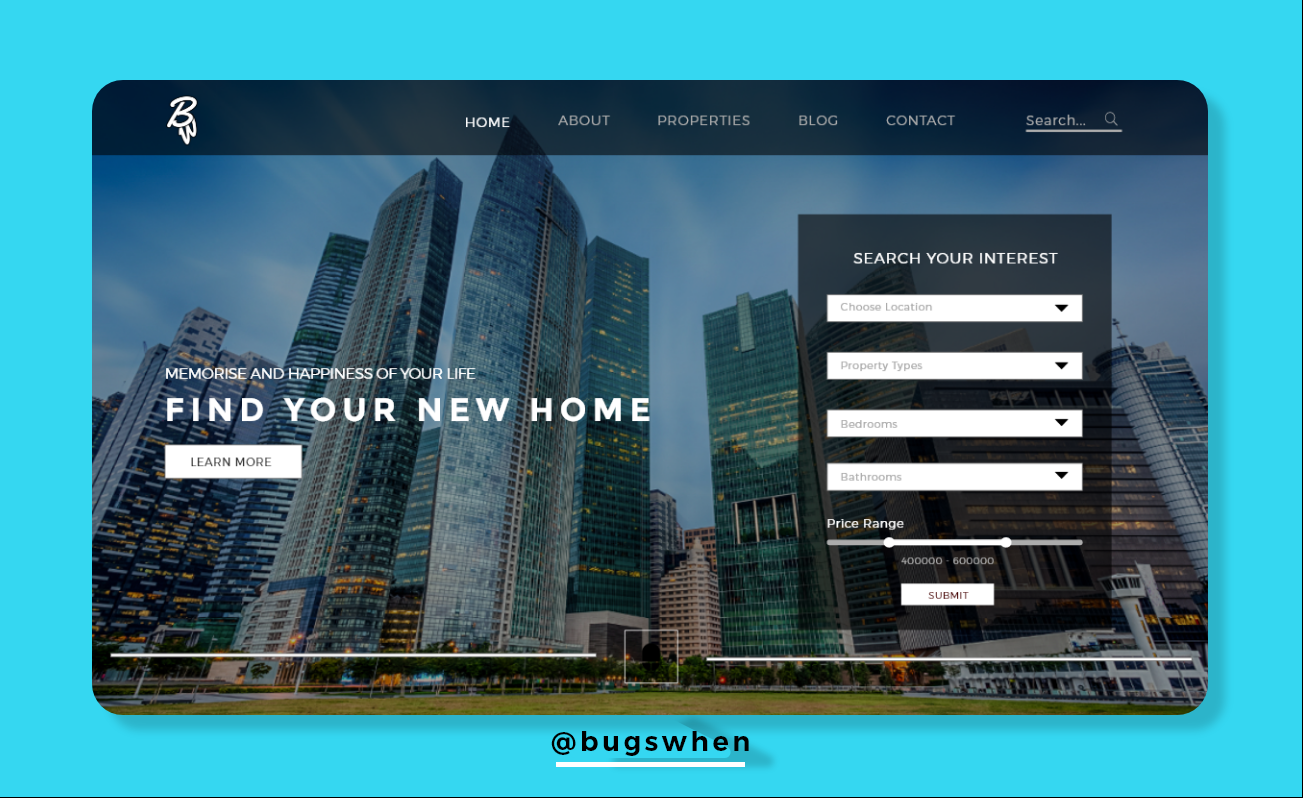 BW
HOME ABOUT PROPERTIES BLOG CONTACT Search...
SEARCH YOUR INTEREST
Choose Location
Property Types
Bedrooms
Bathrooms
Price Range
400000 - 600000
SUBMIT
MEMORISE AND HAPPINESS OF YOUR LIFE
FIND YOUR NEW HOME
LEARN MORE
@bugswhen